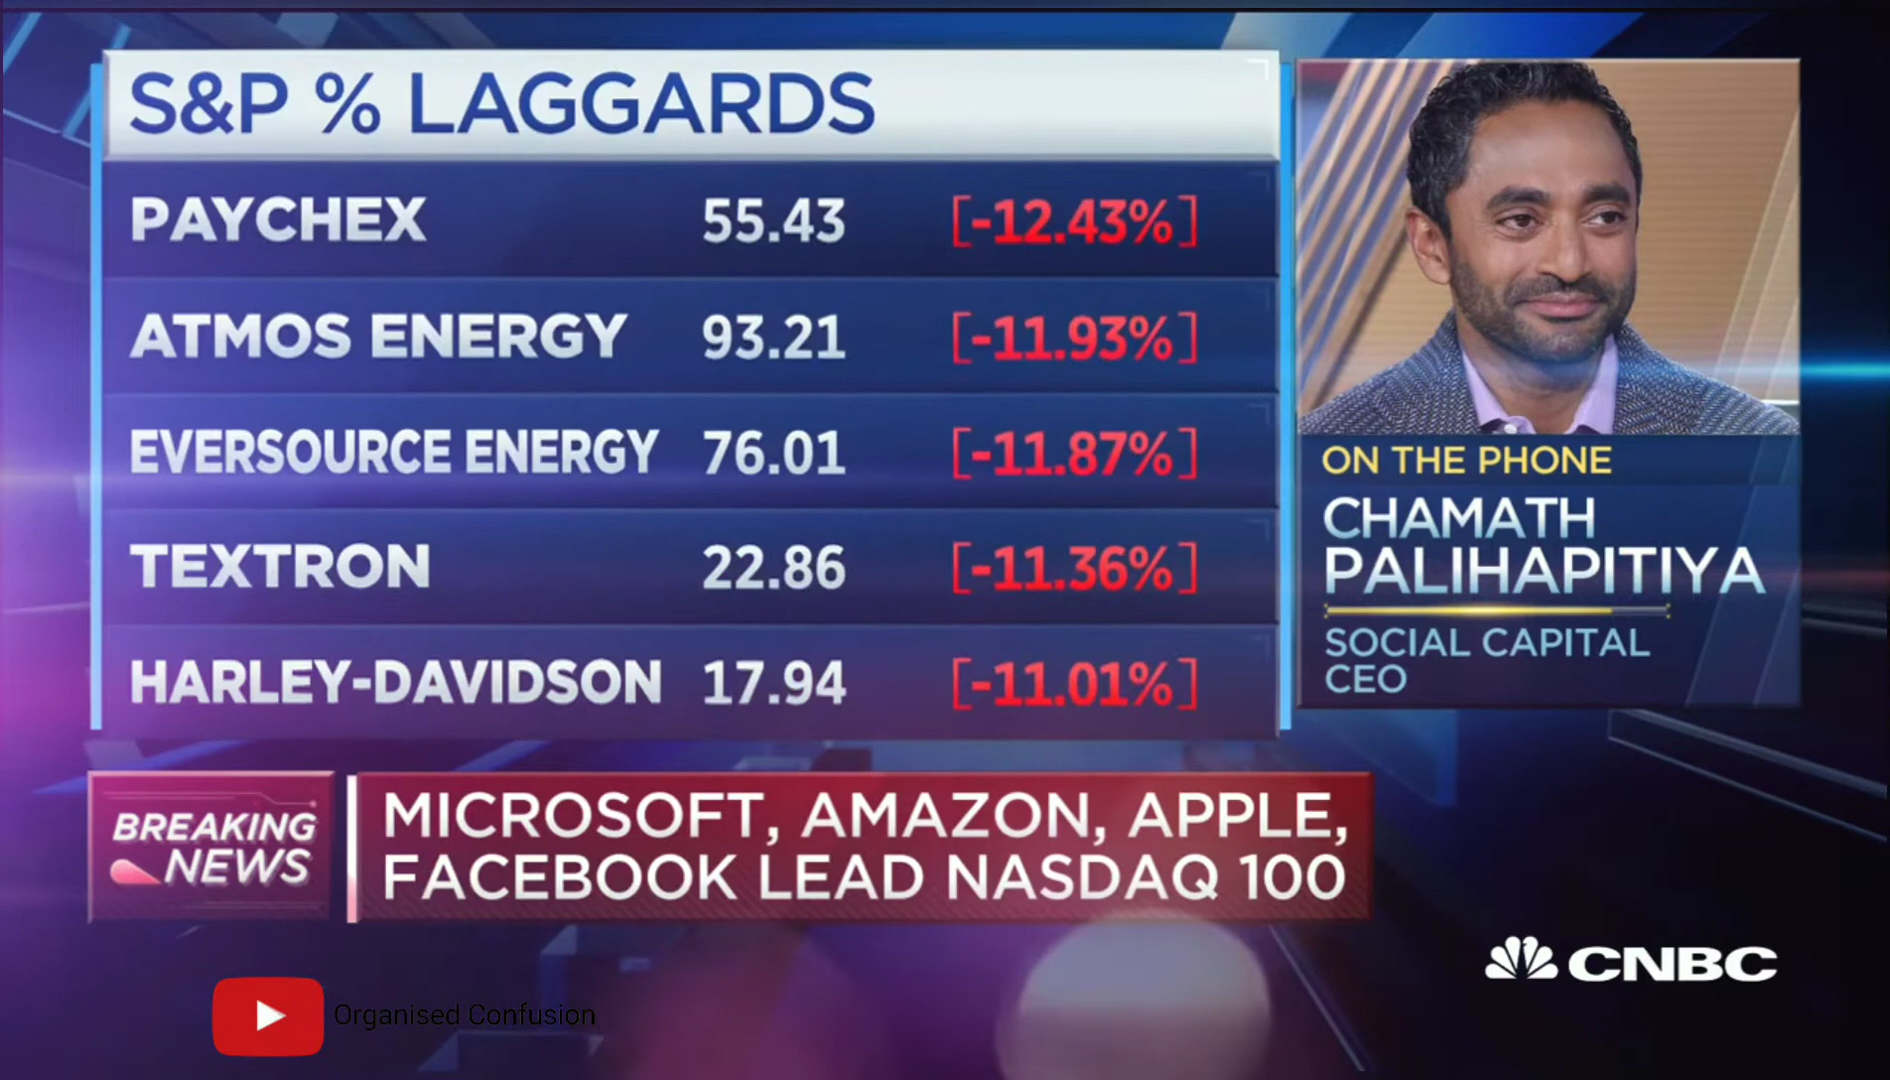 S&P % LAGGARDS
PAYCHEX 55.43 [-12.43%]
ATMOS ENERGY 93.21 [-11.93%]
EVERSOURCE ENERGY 76.01 [-11.87%]
TEXTRON 22.86 [-11.36%]
HARLEY-DAVIDSON 17.94 [-11.01%]
ON THE PHONE
CHAMATH
PALIHAPITIYA
SOCIAL CAPITAL
CEO
BREAKING
NEWS
MICROSOFT, AMAZON, APPLE,
FACEBOOK LEAD NASDAQ 100
CNBC
Organised Confusion